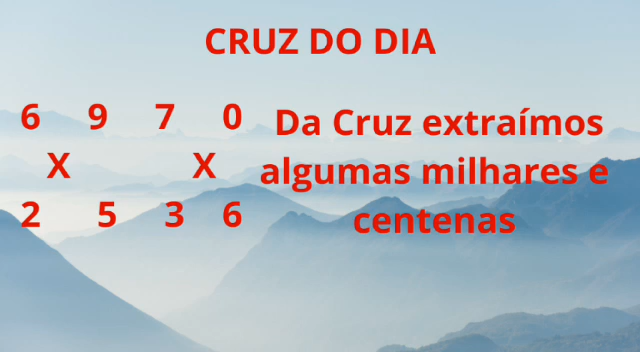 CRUZ DO DIA
6 9 7 0
X X
2 5 3 6
Da Cruz extraímos
algumas milhares e
centenas